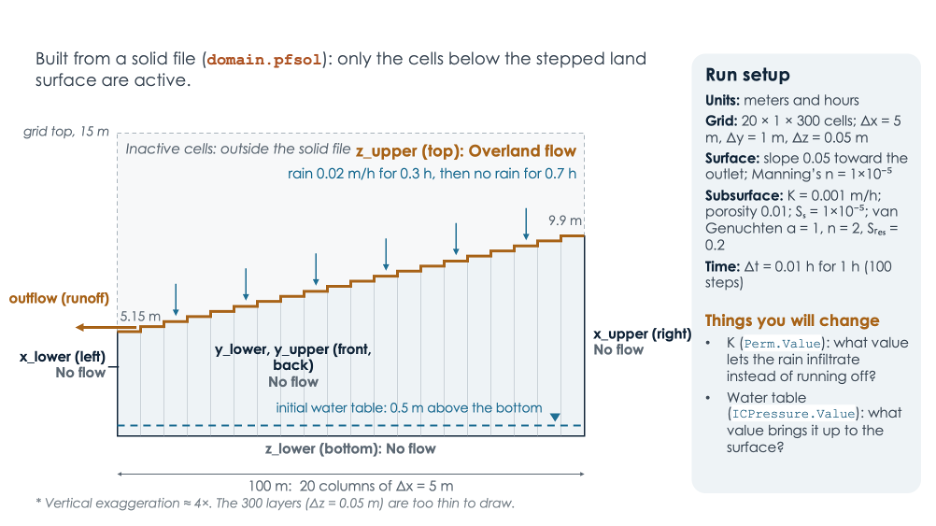 Built from a solid file (domain.pfsol): only the cells below the stepped land
surface are active.
grid top, 15 m
Inactive cells: outside the solid file
z_upper (top): Overland flow
rain 0.02 m/h for 0.3 h, then no rain for 0.7 h
9.9 m
outflow (runoff)
5.15 m
x_lower (left)
No flow
y_lower, y_upper (front,
back)
No flow
x_upper (right)
No flow
initial water table: 0.5 m above the bottom
z_lower (bottom): No flow
100 m: 20 columns of Δx = 5 m
* Vertical exaggeration ≈ 4×. The 300 layers (Δz = 0.05 m) are too thin to draw.
Run setup
Units: meters and hours
Grid: 20 × 1 × 300 cells; Δx = 5
m, Δy = 1 m, Δz = 0.05 m
Surface: slope 0.05 toward the
outlet; Manning's n = 1×10⁻⁵
Subsurface: K = 0.001 m/h;
porosity 0.01; Sₛ = 1×10⁻⁵; van
Genuchten α = 1, n = 2, Sᵣₑₛ =
0.2
Time: Δt = 0.01 h for 1 h (100
steps)
Things you will change
• K (Perm.Value): what value
lets the rain infiltrate
instead of running off?
• Water table
(ICPressure.Value): what
value brings it up to the
surface?